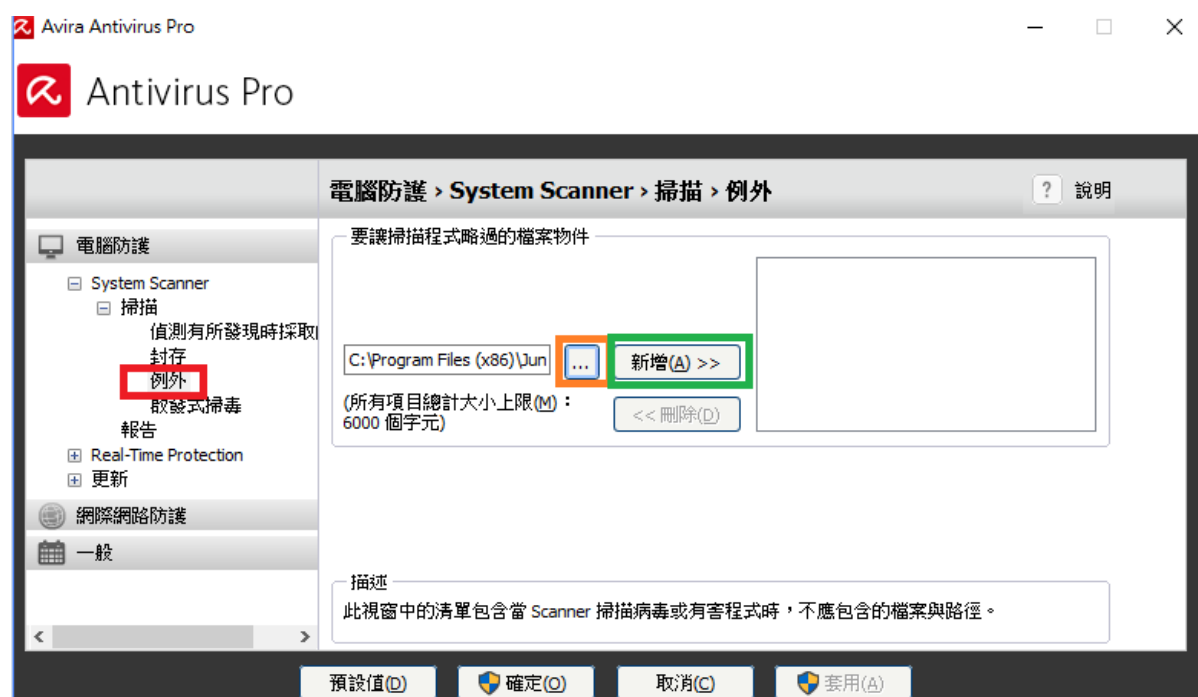 Avira Antivirus Pro
Antivirus Pro
電腦防護 › System Scanner › 掃描 › 例外
? 說明
電腦防護
System Scanner
掃描
偵測有所發現時採取
封存
例外
啟發式掃毒
報告
Real-Time Protection
更新
網際網路防護
一般
要讓掃描程式略過的檔案物件
C:\Program Files (x86)\Jun
...
新增(A) >>
(所有項目總計大小上限(M)：
6000 個字元)
<< 刪除(D)
描述
此視窗中的清單包含當 Scanner 掃描病毒或有害程式時，不應包含的檔案與路徑。
預設值(D)
確定(O)
取消(C)
套用(A)